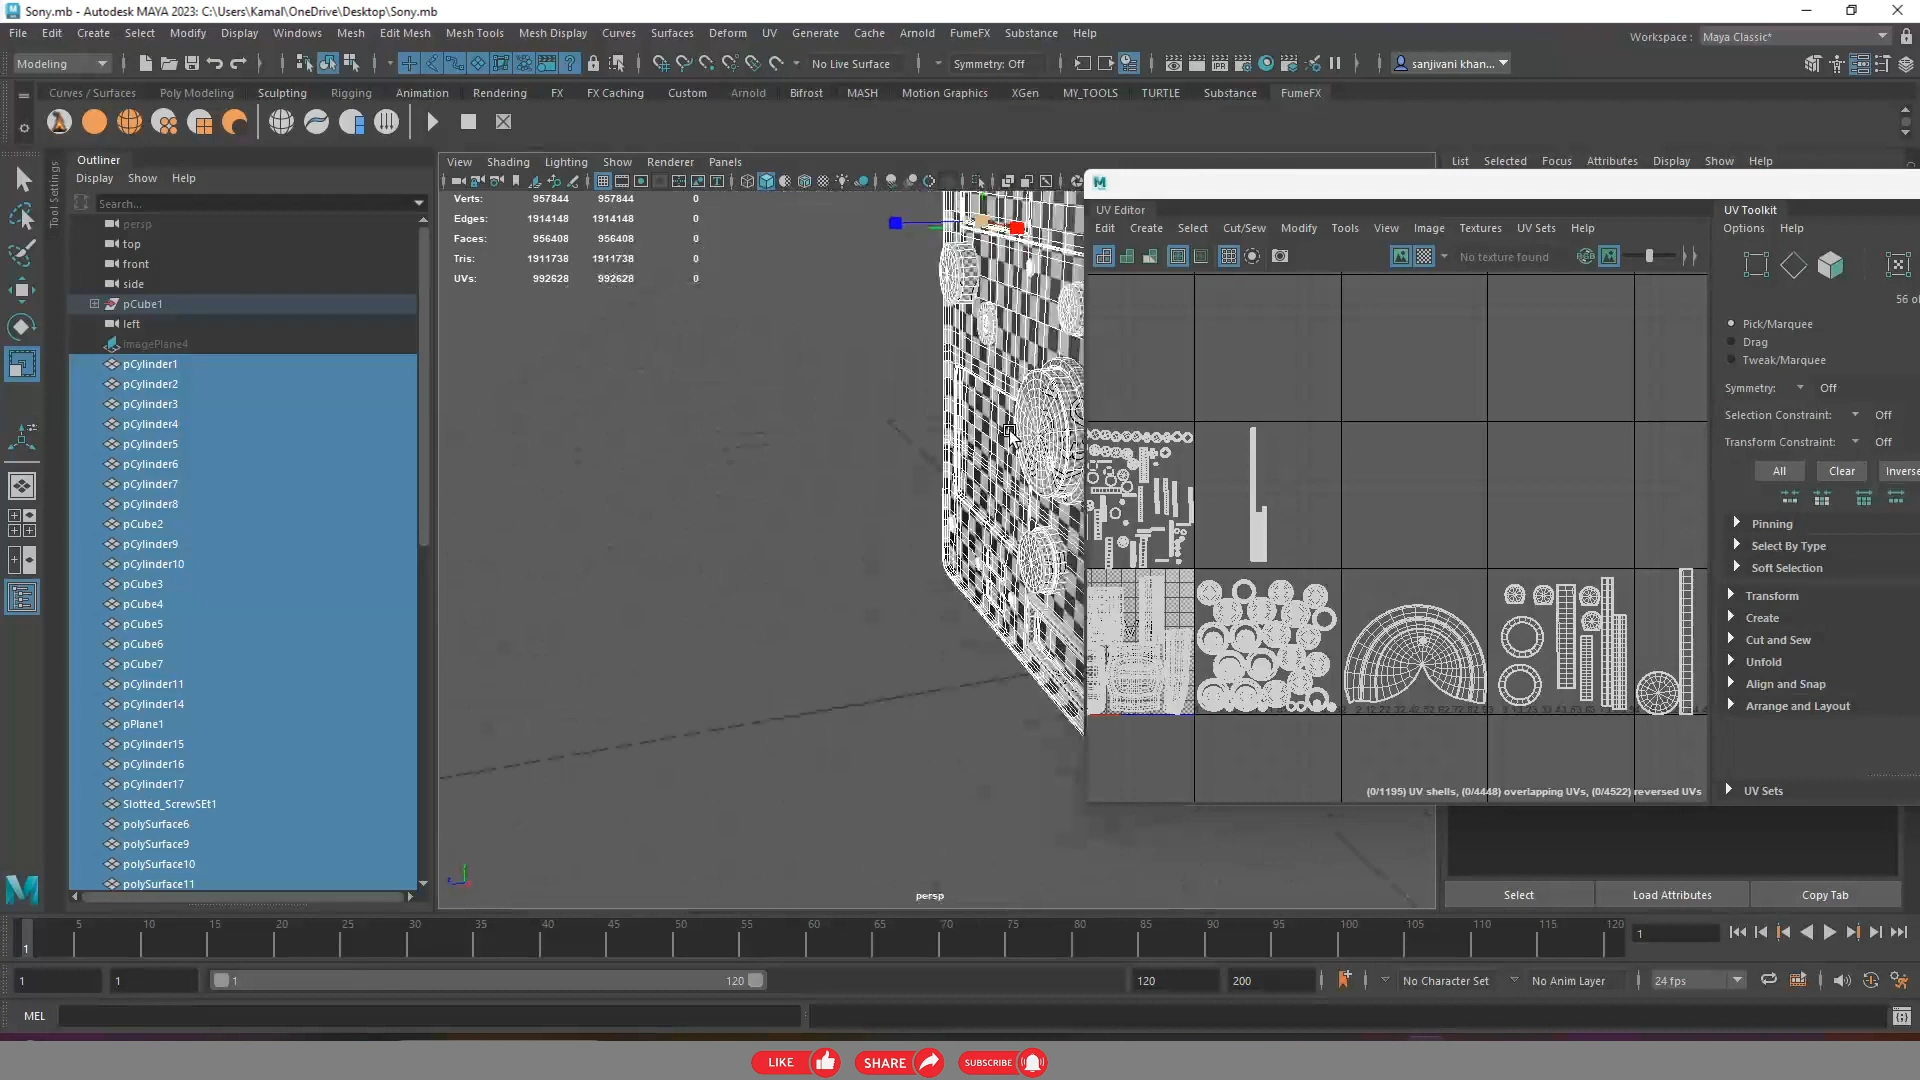 Sony.mb - Autodesk MAYA 2023: C:\Users\Kamal\OneDrive\Desktop\Sony.mb
File Edit Create Select Modify Display Windows Mesh Edit Mesh Mesh Tools Mesh Display Curves Surfaces Deform UV Generate Cache Arnold FumeFX Substance Help
Workspace : Maya Classic*
Modeling No Live Surface Symmetry: Off sanjivani khan...
Curves / Surfaces Poly Modeling Sculpting Rigging Animation Rendering FX FX Caching Custom Arnold Bifrost MASH Motion Graphics XGen MY_TOOLS TURTLE Substance FumeFX
Tool Settings
Outliner
Display Show Help
Search...
persp
top
front
side
pCube1
left
imagePlane4
pCylinder1
pCylinder2
pCylinder3
pCylinder4
pCylinder5
pCylinder6
pCylinder7
pCylinder8
pCube2
pCylinder9
pCylinder10
pCube3
pCube4
pCube5
pCube6
pCube7
pCylinder11
pCylinder14
pPlane1
pCylinder15
pCylinder16
pCylinder17
Slotted_ScrewSEt1
polySurface6
polySurface9
polySurface10
polySurface11
View Shading Lighting Show Renderer Panels
Verts: 957844 957844 0
Edges: 1914148 1914148 0
Faces: 956408 956408 0
Tris: 1911738 1911738 0
UVs: 992628 992628 0
persp
List Selected Focus Attributes Display Show Help
UV Editor
Edit Create Select Cut/Sew Modify Tools View Image Textures UV Sets Help
No texture found
(0/1195) UV shells, (0/4448) overlapping UVs, (0/4522) reversed UVs
UV Toolkit
Options Help
56 o
Pick/Marquee
Drag
Tweak/Marquee
Symmetry: Off
Selection Constraint: Off
Transform Constraint: Off
All Clear Inverse
Pinning
Select By Type
Soft Selection
Transform
Create
Cut and Sew
Unfold
Align and Snap
Arrange and Layout
UV Sets
Select Load Attributes Copy Tab
5 10 15 20 25 30 35 40 45 50 55 60 65 70 75 80 85 90 95 100 105 110 115 120
1 1
1 1 1 120 120 200 No Character Set No Anim Layer 24 fps
MEL
LIKE SHARE SUBSCRIBE